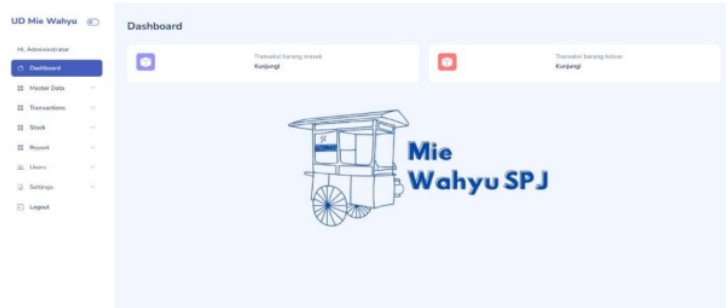 UD Mie Wahyu
Hi, Administrator
Dashboard
Master Data
Transactions
Stock
Report
Users
Settings
Logout
Dashboard
Transaksi barang masuk
Kunjungi
Transaksi barang keluar
Kunjungi
Mie
Wahyu SPJ